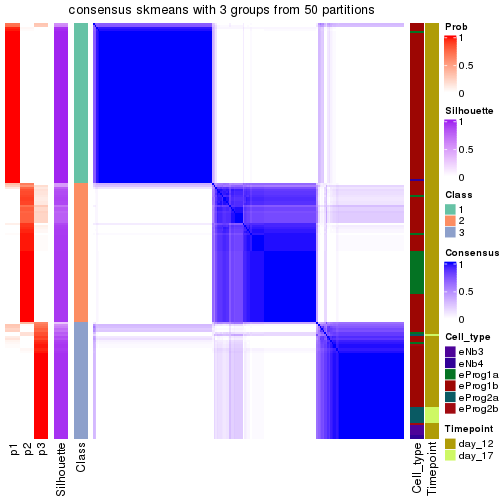 consensus skmeans with 3 groups from 50 partitions
Prob
1
0.5
0
Silhouette
1
0.5
0
Class
1
2
3
Consensus
1
0.5
0
Cell_type
eNb3
eNb4
eProg1a
eProg1b
eProg2a
eProg2b
Timepoint
day_12
day_17
p1
p2
p3
Silhouette
Class
Cell_type
Timepoint